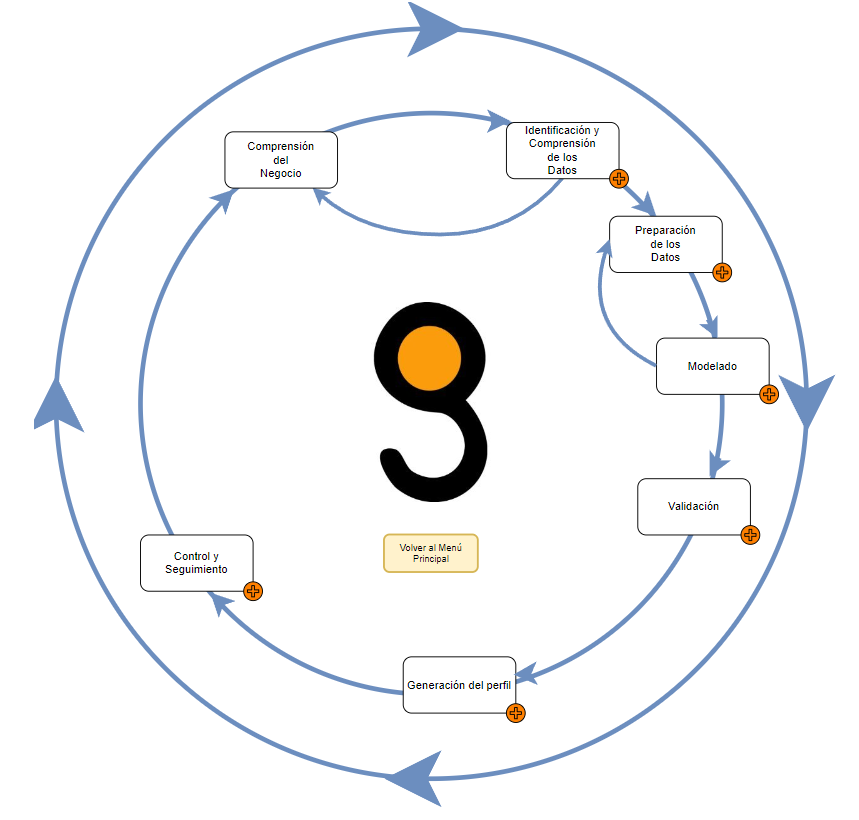 Comprensión
del
Negocio
Identificación y
Comprensión
de los
Datos
Preparación
de los
Datos
Modelado
Validación
Generación del perfil
Control y
Seguimiento
Volver al Menú
Principal